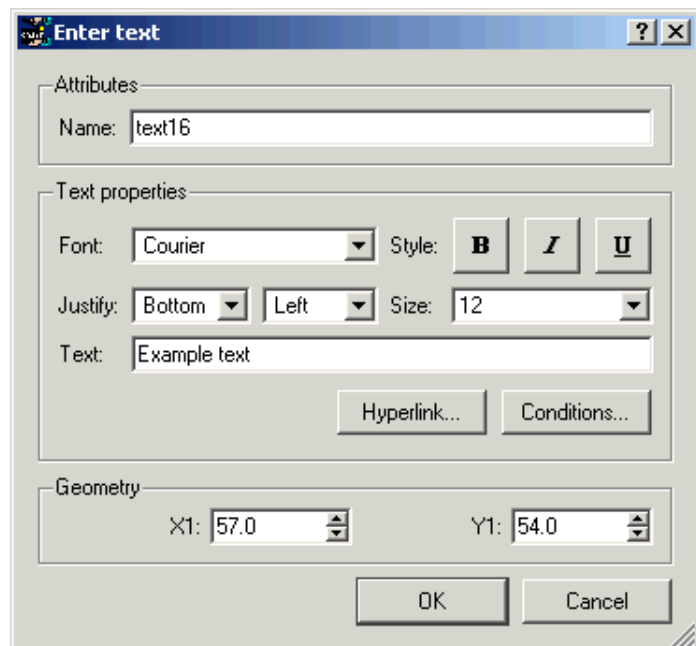 Enter text
Attributes
Name: text16
Text properties
Font: Courier Style: B I U
Justify: Bottom Left Size: 12
Text: Example text
Hyperlink... Conditions...
Geometry
X1: 57.0 Y1: 54.0
OK Cancel